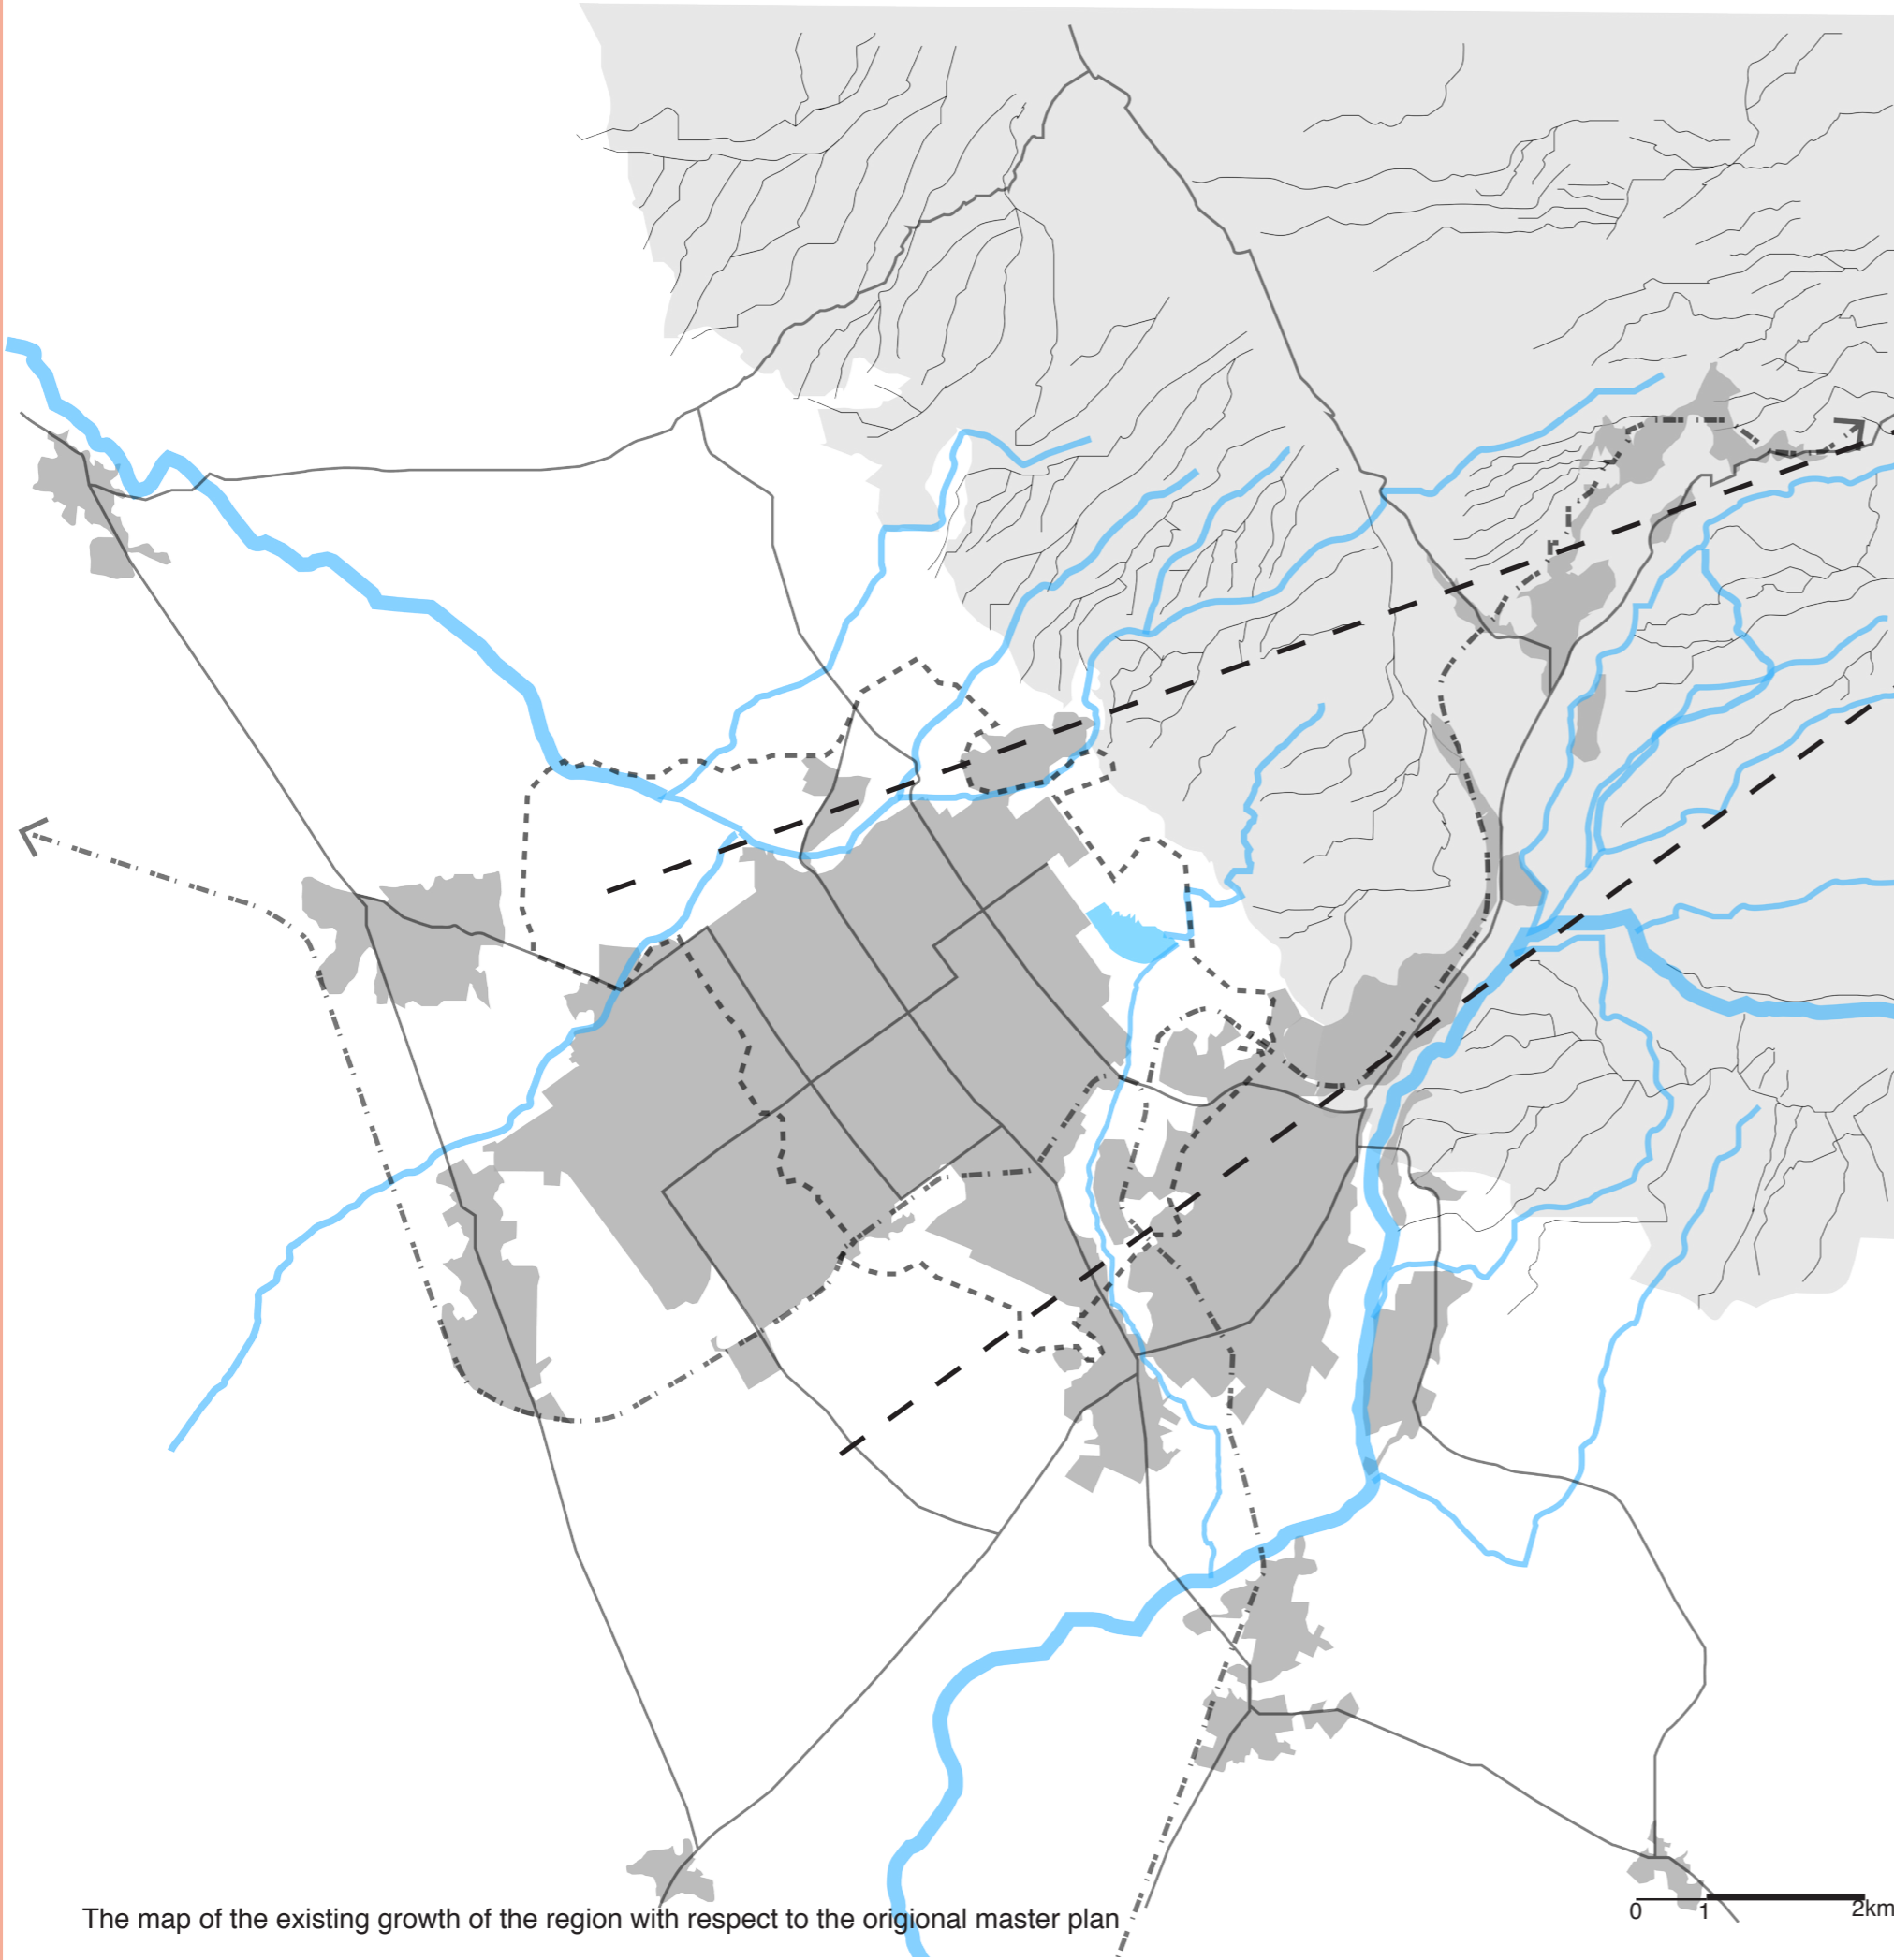 The map of the existing growth of the region with respect to the origional master plan
0 1 2km